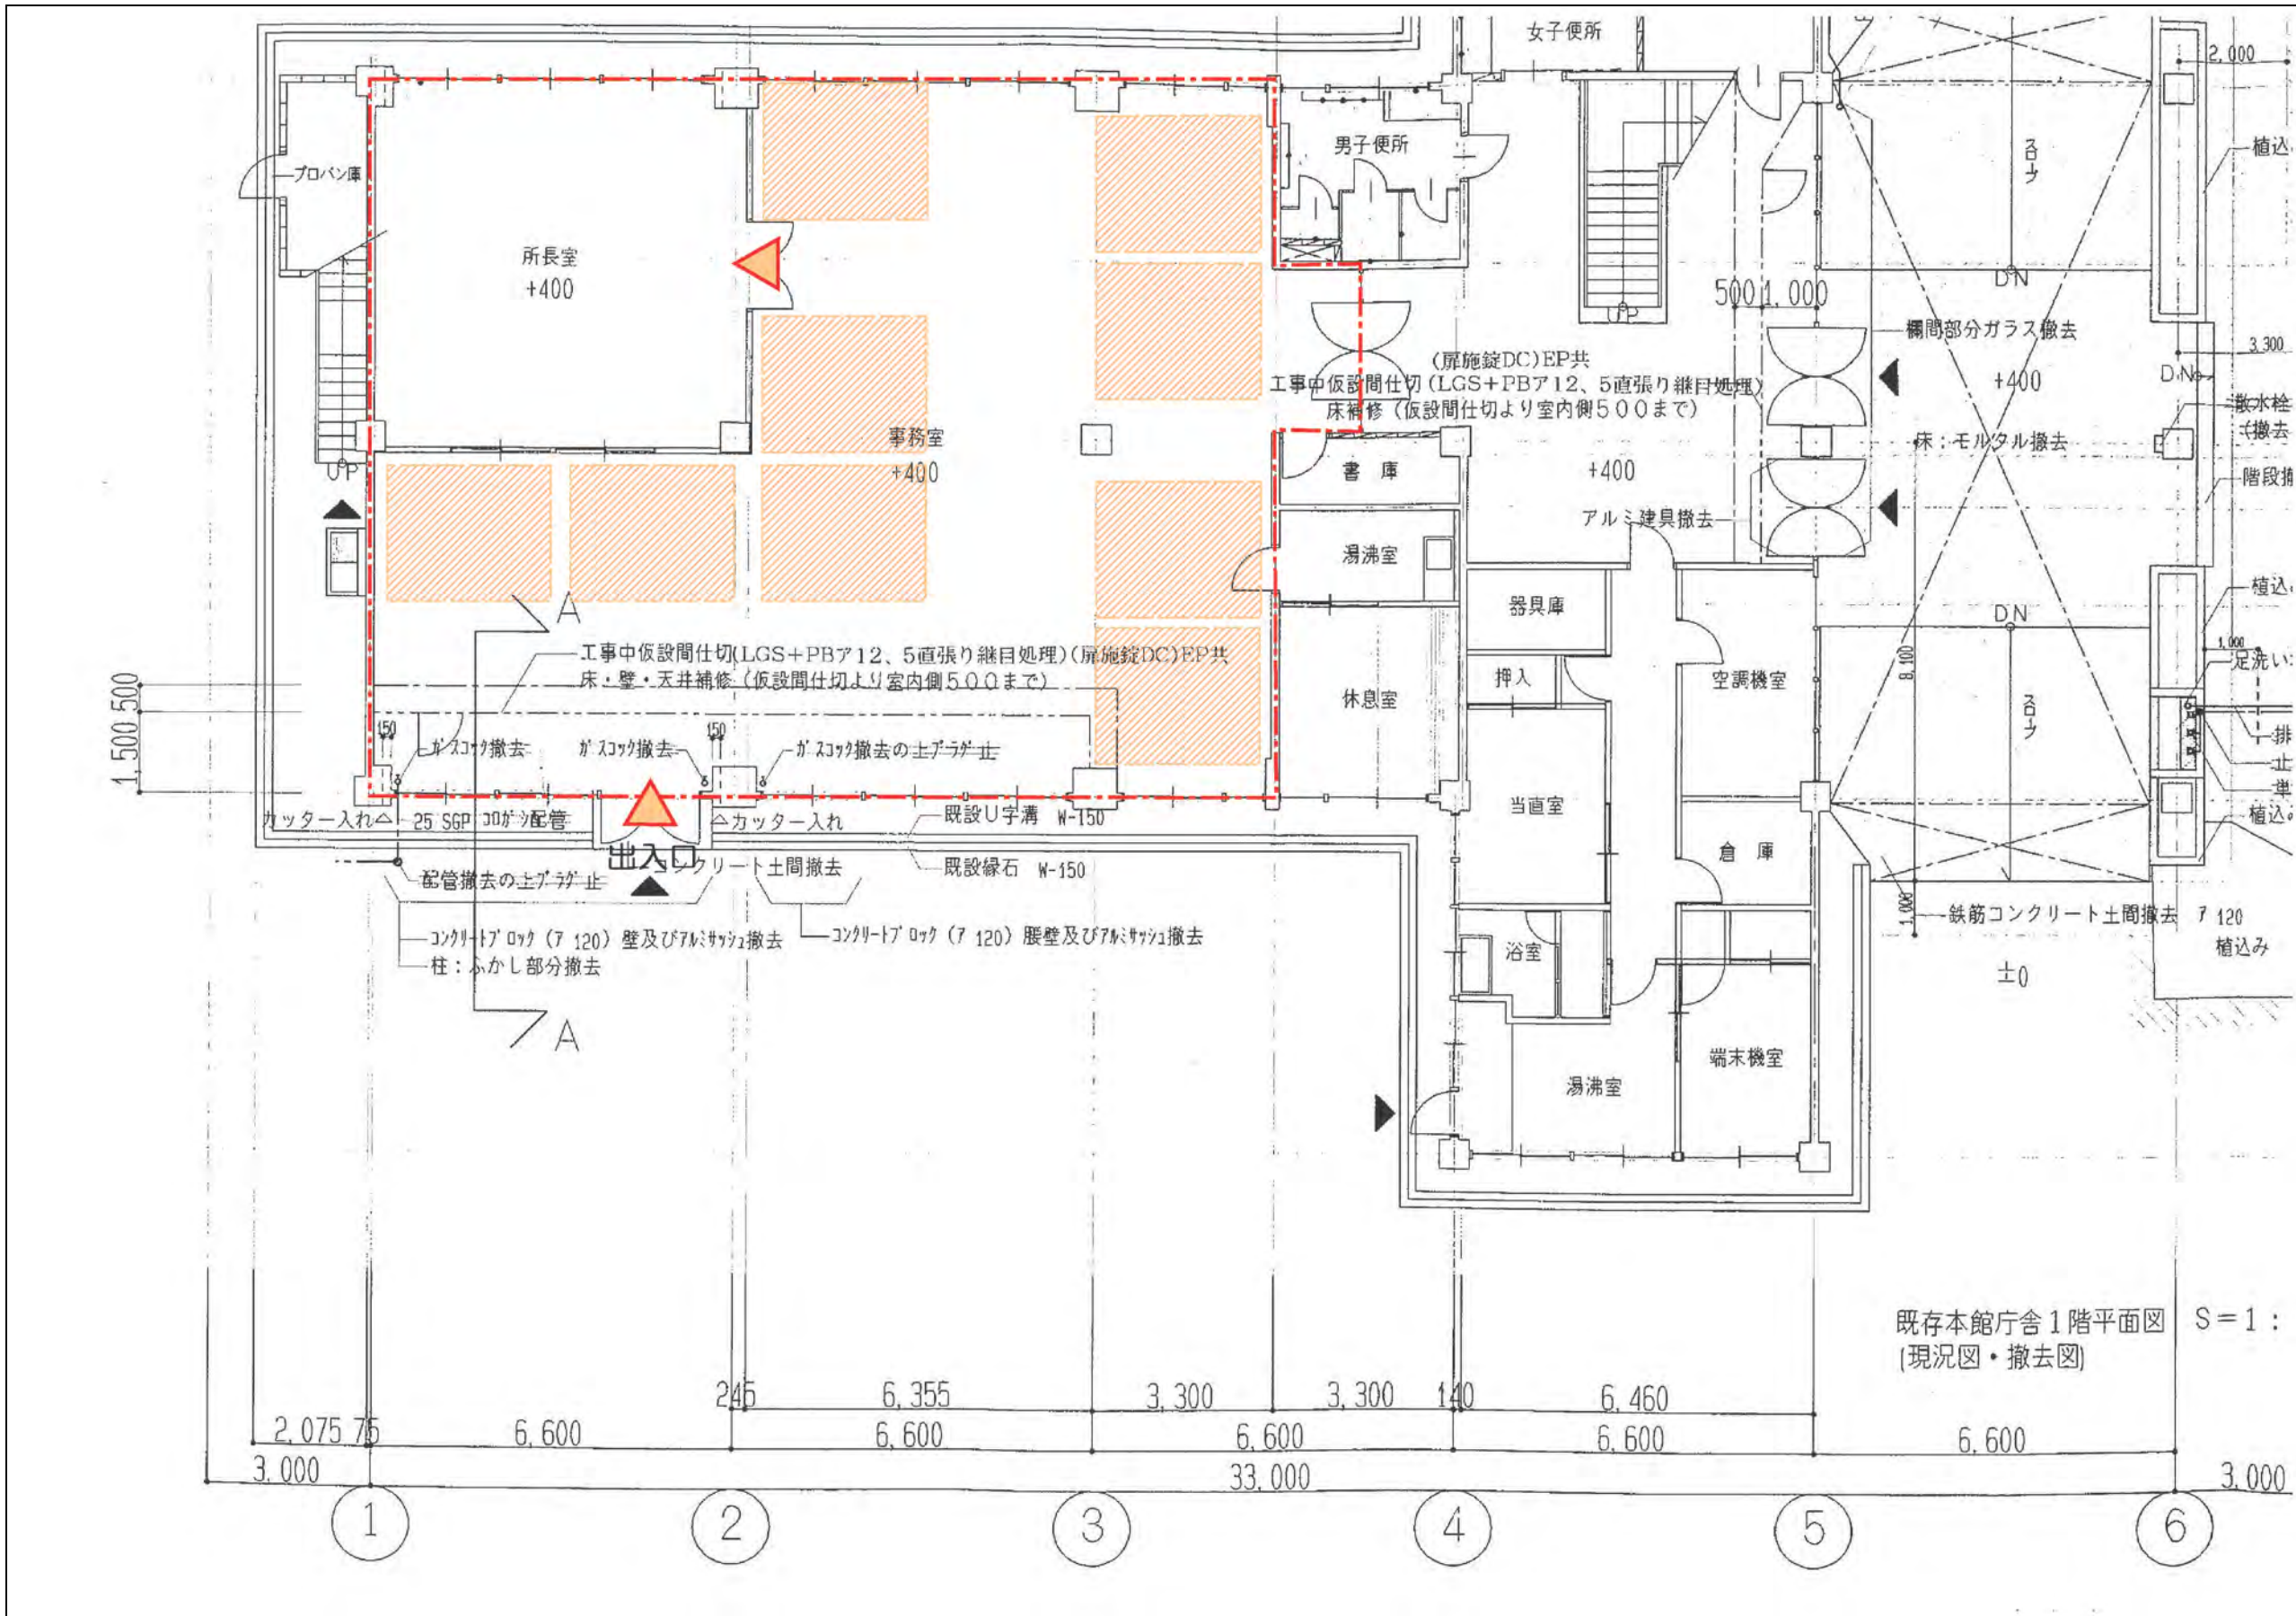 女子便所
2,000
男子便所
スロープ
植込
プロパン庫
所長室
+400
DN
500 1,000
UP
欄間部分ガラス撤去
3,300
(扉施錠DC)EP共
工事中仮設間仕切(LGS+PBア12、5直張り継目処理)
床補修(仮設間仕切より室内側500まで)
+400
DN
散水栓
(撤去
事務室
+400
床:モルタル撤去
書 庫
+400
階段
UP
アルミ建具撤去
湯沸室
植込
器具庫
DN
1,000
A
工事中仮設間仕切(LGS+PBア12、5直張り継目処理)(扉施錠DC)EP共
床・壁・天井補修(仮設間仕切より室内側500まで)
足洗い
8,100
押入
空調機室
休息室
スロープ
1,500 500
150
150
ガスコック撤去
ガスコック撤去
ガスコック撤去の上プラグ止
排
止
単
当直室
植込
カッター入れ
25 SGP コロガシ配管
カッター入れ
既設U字溝 W-150
出入口
コンクリート土間撤去
既設縁石 W-150
倉 庫
配管撤去の上プラグ止
1,000
鉄筋コンクリート土間撤去 ア 120
コンクリートブロック(ア 120)壁及びアルミサッシュ撤去
コンクリートブロック(ア 120)腰壁及びアルミサッシュ撤去
浴室
植込み
柱:ふかし部分撤去
±0
A
端末機室
湯沸室
既存本館庁舎1階平面図 S=1:
(現況図・撤去図)
245 6,355 3,300 3,300 140 6,460
2,075 75 6,600 6,600 6,600 6,600 6,600
3,000 33,000 3,000
1 2 3 4 5 6